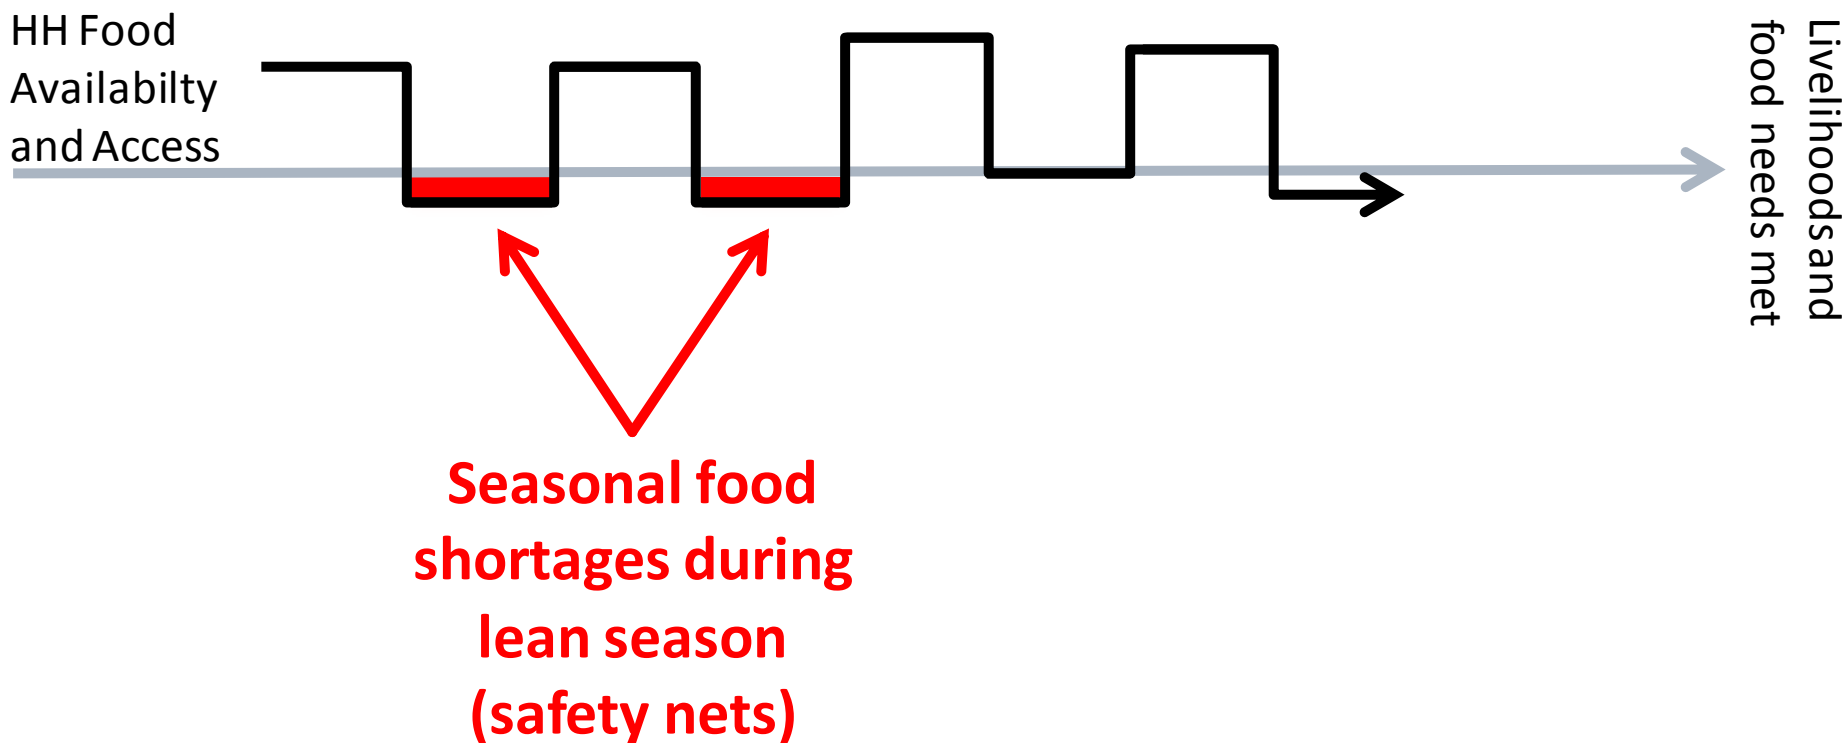 HH Food
Availabilty
and Access
Livelihoods and
food needs met
Seasonal food
shortages during
lean season
(safety nets)